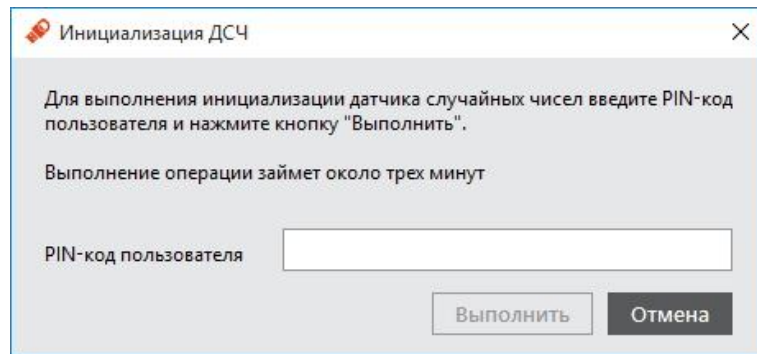 Инициализация ДСЧ
Для выполнения инициализации датчика случайных чисел введите PIN-код
пользователя и нажмите кнопку "Выполнить".
Выполнение операции займет около трех минут
PIN-код пользователя
Выполнить Отмена